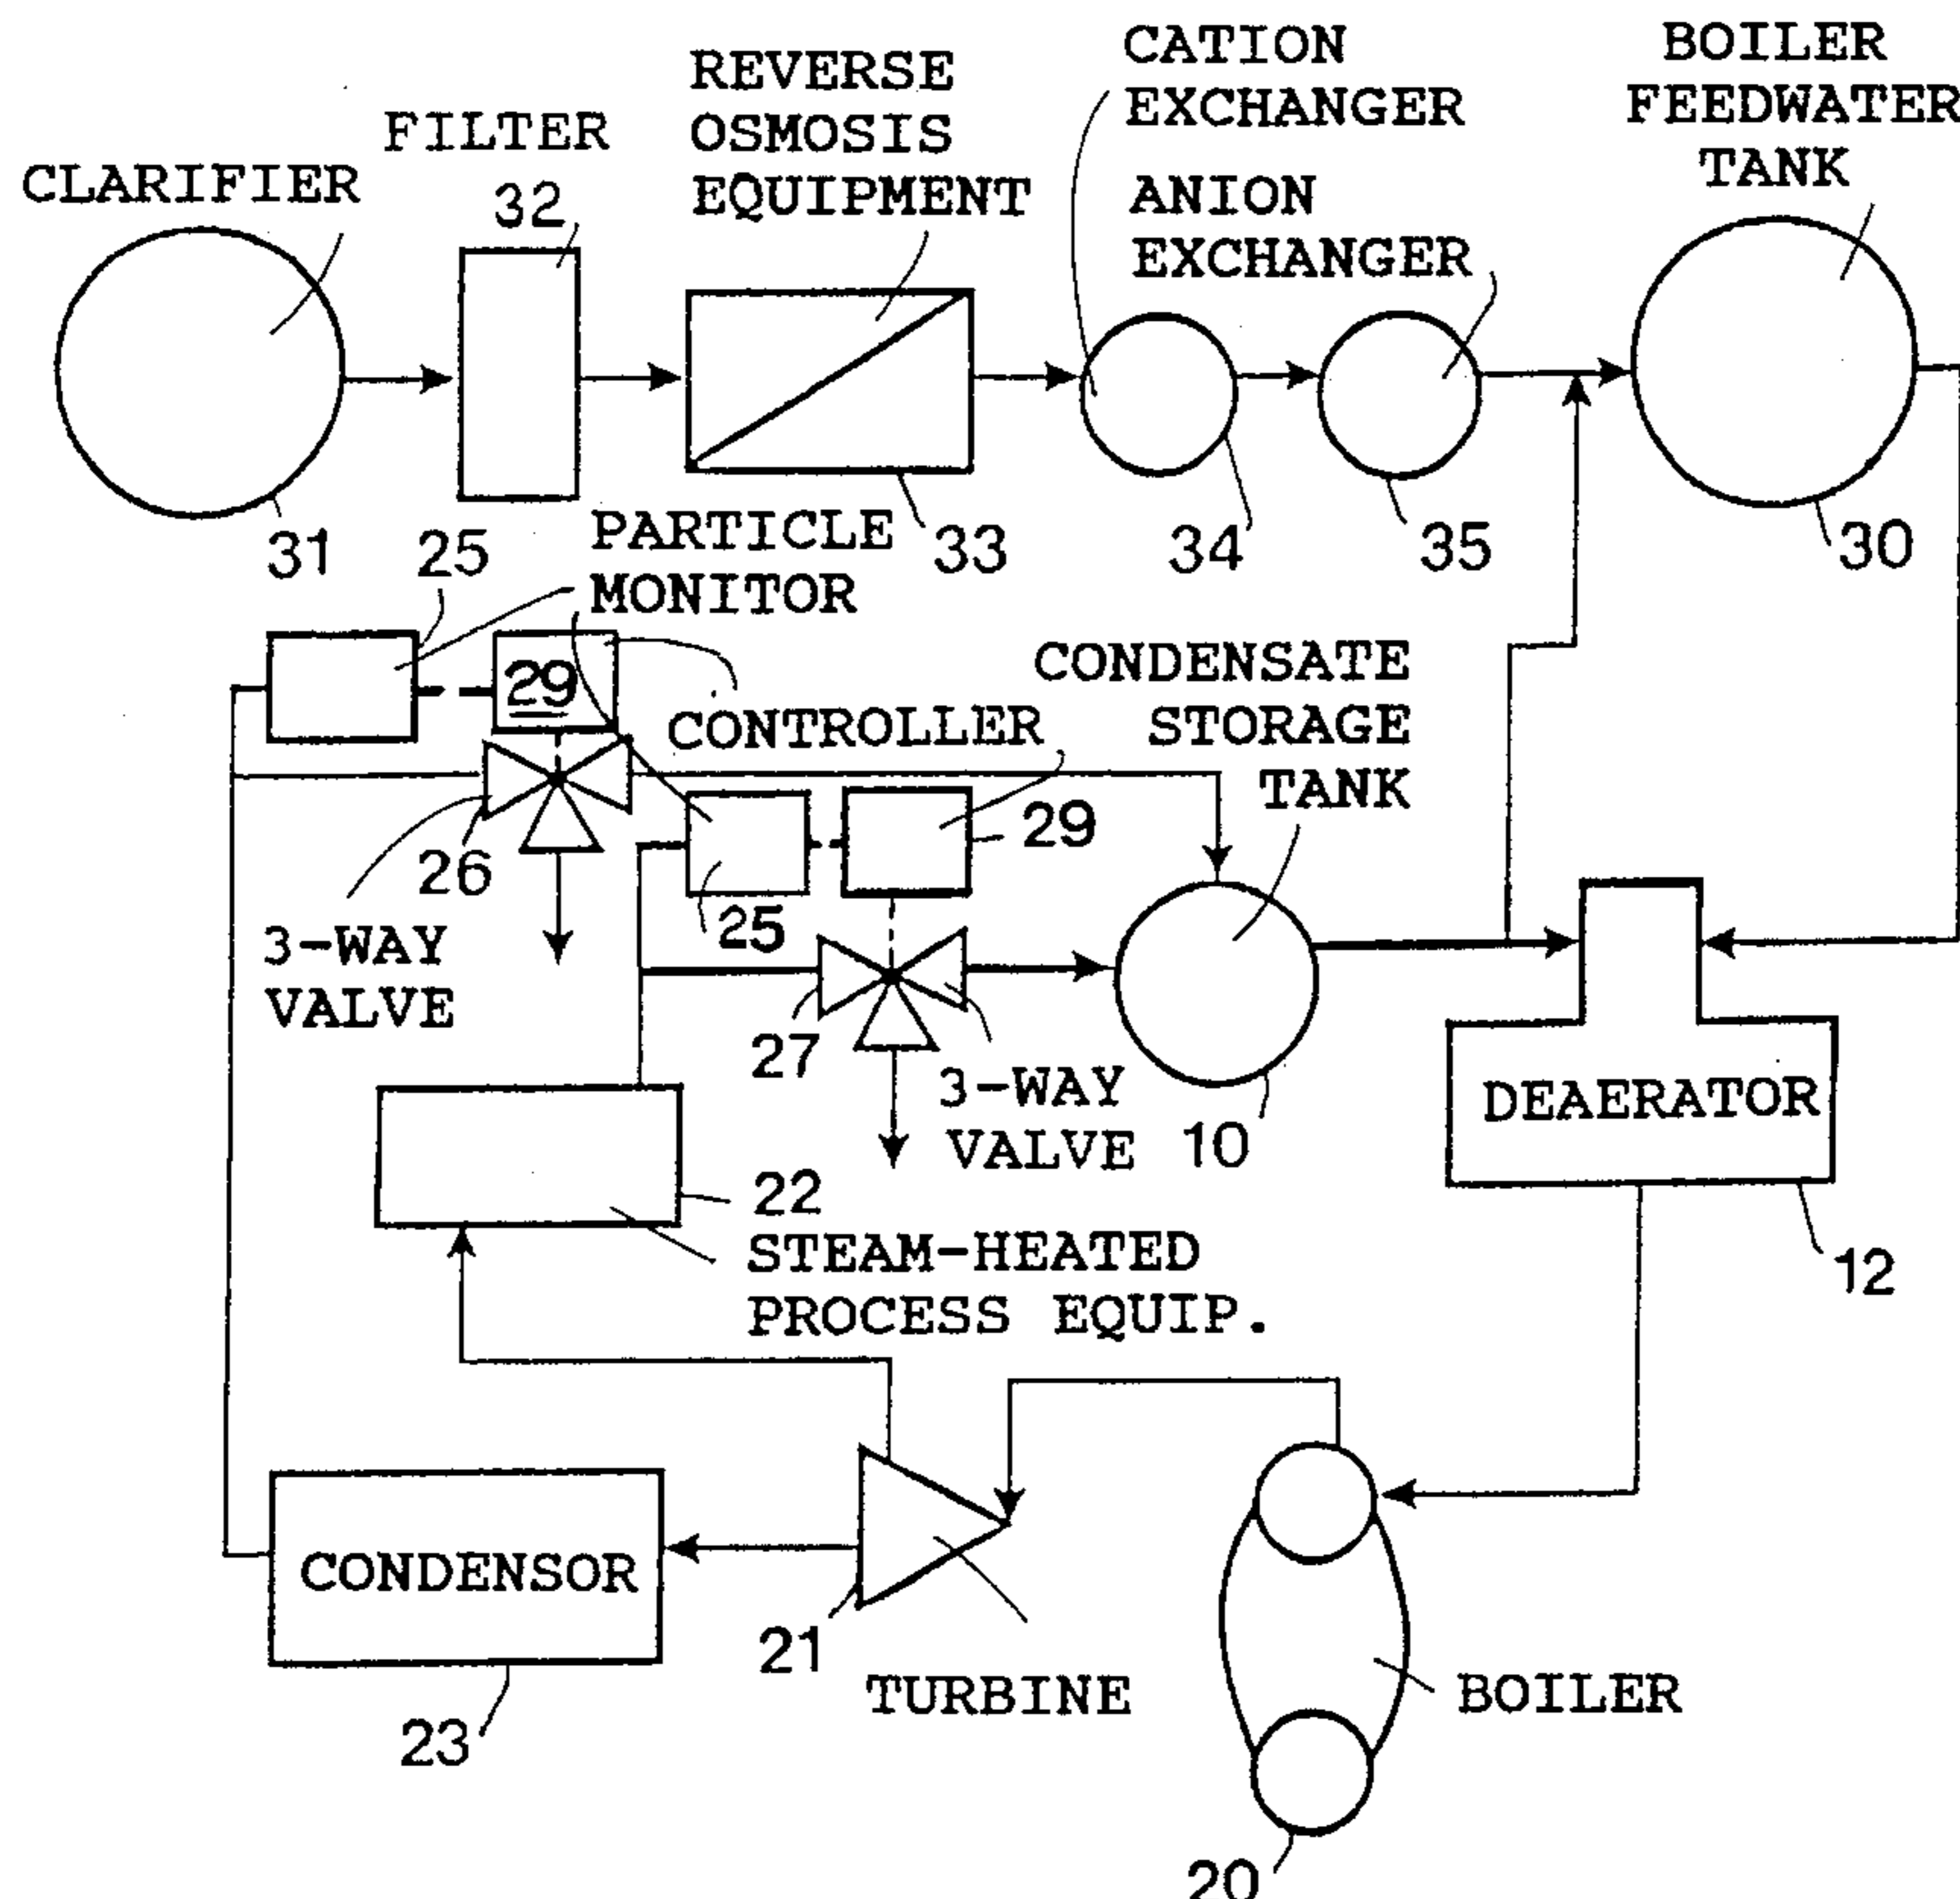 CLARIFIER
FILTER
32
REVERSE
OSMOSIS
EQUIPMENT
CATION
EXCHANGER
ANION
EXCHANGER
BOILER
FEEDWATER
TANK
31
33
34
35
30
25
PARTICLE
MONITOR
29
CONTROLLER
CONDENSATE
STORAGE
TANK
26
3-WAY
VALVE
25
29
27
3-WAY
VALVE
10
DEAERATOR
12
22
STEAM-HEATED
PROCESS EQUIP.
CONDENSOR
23
21
TURBINE
BOILER
20